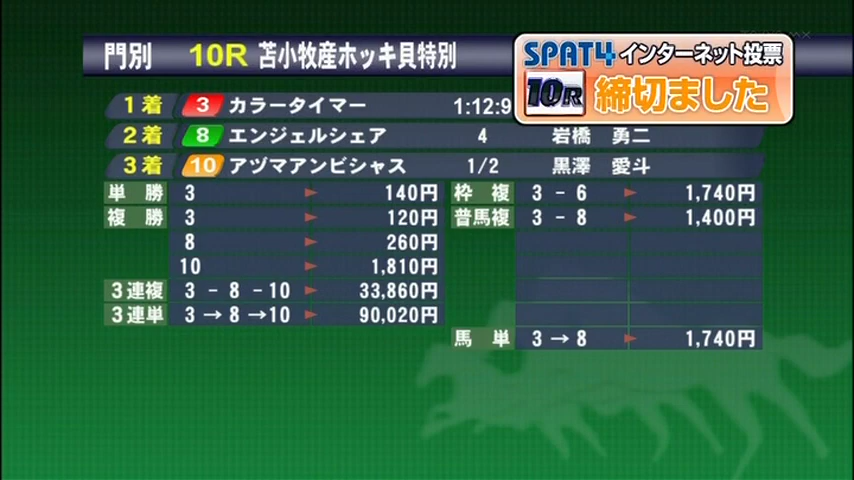 門別 10R 苫小牧産ホッキ貝特別
SPAT4 インターネット投票
10R 締切ました
1着 3 カラータイマー 1:12:9
2着 8 エンジェルシェア 4 岩橋 勇二
3着 10 アヅマアンビシャス 1/2 黒澤 愛斗
単勝 3 ► 140円 枠複 3 - 6 ► 1,740円
複勝 3 ► 120円 普馬複 3 - 8 ► 1,400円
8 ► 260円
10 ► 1,810円
3連複 3 - 8 - 10 ► 33,860円
3連単 3 → 8 → 10 ► 90,020円
馬単 3 → 8 ► 1,740円